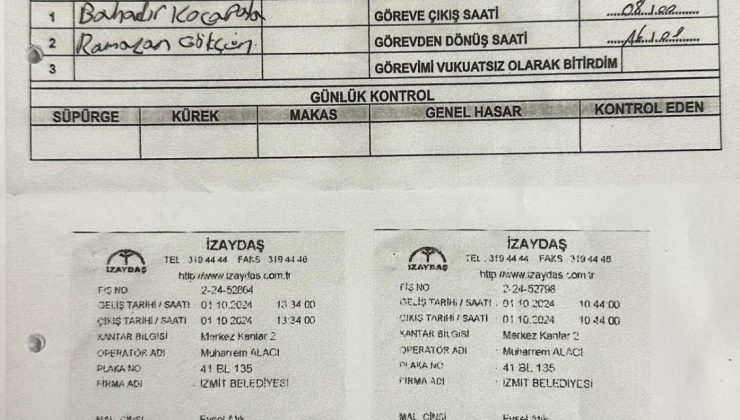 1 Bahadır Kocapolat GÖREVE ÇIKIŞ SAATİ 08:00
2 Ramazan Gökçen GÖREVDEN DÖNÜŞ SAATİ
3 GÖREVİMİ VUKUATSIZ OLARAK BİTİRDİM
GÜNLÜK KONTROL
SÜPÜRGE KÜREK MAKAS GENEL HASAR KONTROL EDEN
İZAYDAŞ
TEL 319 44 44 FAKS 319 44 46
İZAYDAŞ
http://www.izaydas.com.tr
FİŞ NO 2-24-52864
GELİŞ TARİHİ / SAATİ 01 10 2024 13 34 00
ÇIKIŞ TARİHİ / SAATİ 01 10 2024 13:34 00
KANTAR BİLGİSİ Merkez Kantar 2
OPERATÖR ADI Muharrem ALACI
PLAKA NO 41 BL 135
FİRMA ADI İZMİT BELEDİYESİ
MAL CİNSİ Evsel Atık
İZAYDAŞ
TEL. 319 44 44 FAKS 319 44 46
İZAYDAŞ
http://www.izaydas.com.tr
FİŞ NO 2-24-52798
GELİŞ TARİHİ / SAATİ 01 10 2024 10 44 00
ÇIKIŞ TARİHİ / SAATİ 01 10 2024 10 44 00
KANTAR BİLGİSİ Merkez Kantar 2
OPERATÖR ADI Muharrem ALACI
PLAKA NO 41 BL 135
FİRMA ADI İZMİT BELEDİYESİ
MAL CİNSİ Evsel Atık